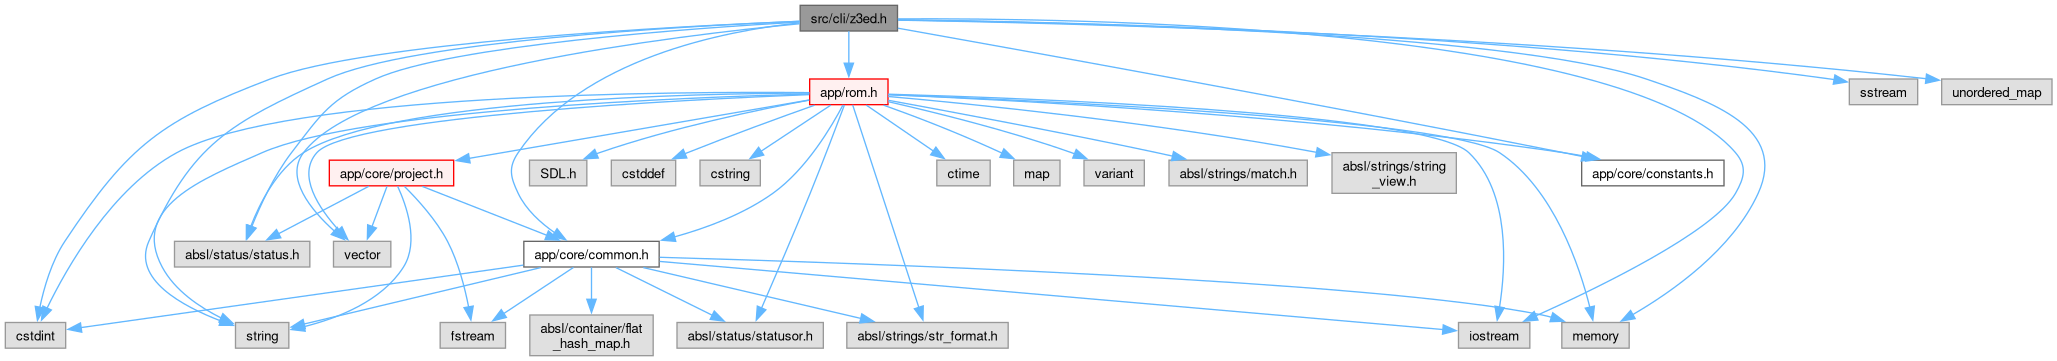 src/cli/z3ed.h
app/rom.h
sstream
unordered_map
app/core/project.h
SDL.h
cstddef
cstring
ctime
map
variant
absl/strings/match.h
absl/strings/string
_view.h
app/core/constants.h
absl/status/status.h
vector
app/core/common.h
cstdint
string
fstream
absl/container/flat
_hash_map.h
absl/status/statusor.h
absl/strings/str_format.h
iostream
memory